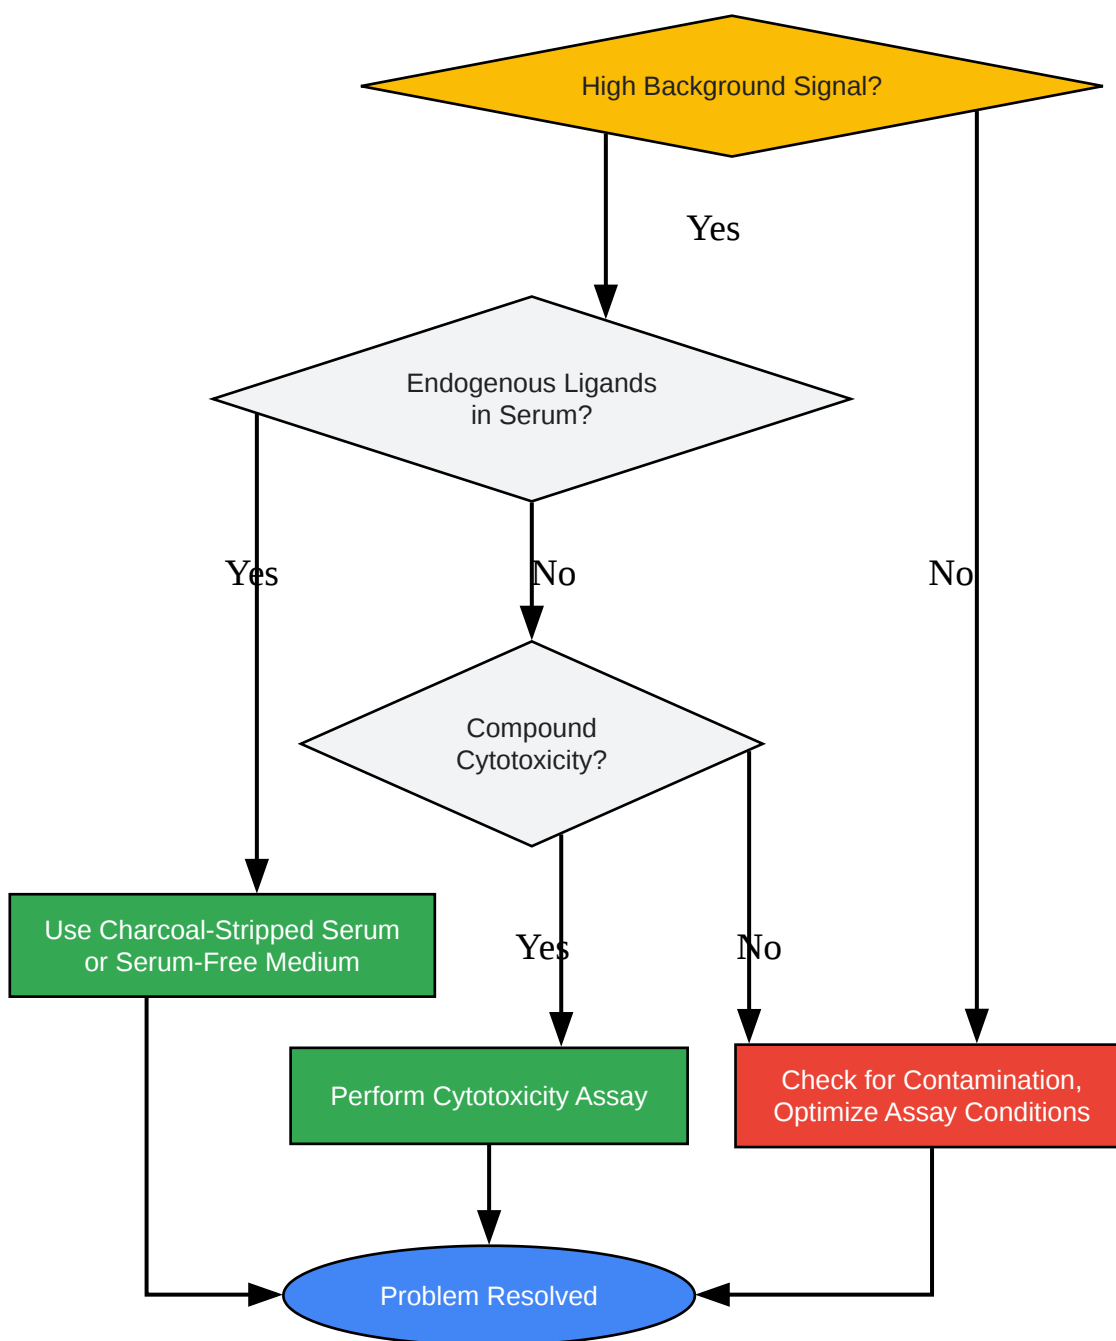 High Background Signal?
Yes
Endogenous Ligands
in Serum?
Yes
No
No
Compound
Cytotoxicity?
Use Charcoal-Stripped Serum
or Serum-Free Medium
Yes
No
Perform Cytotoxicity Assay
Check for Contamination,
Optimize Assay Conditions
Problem Resolved